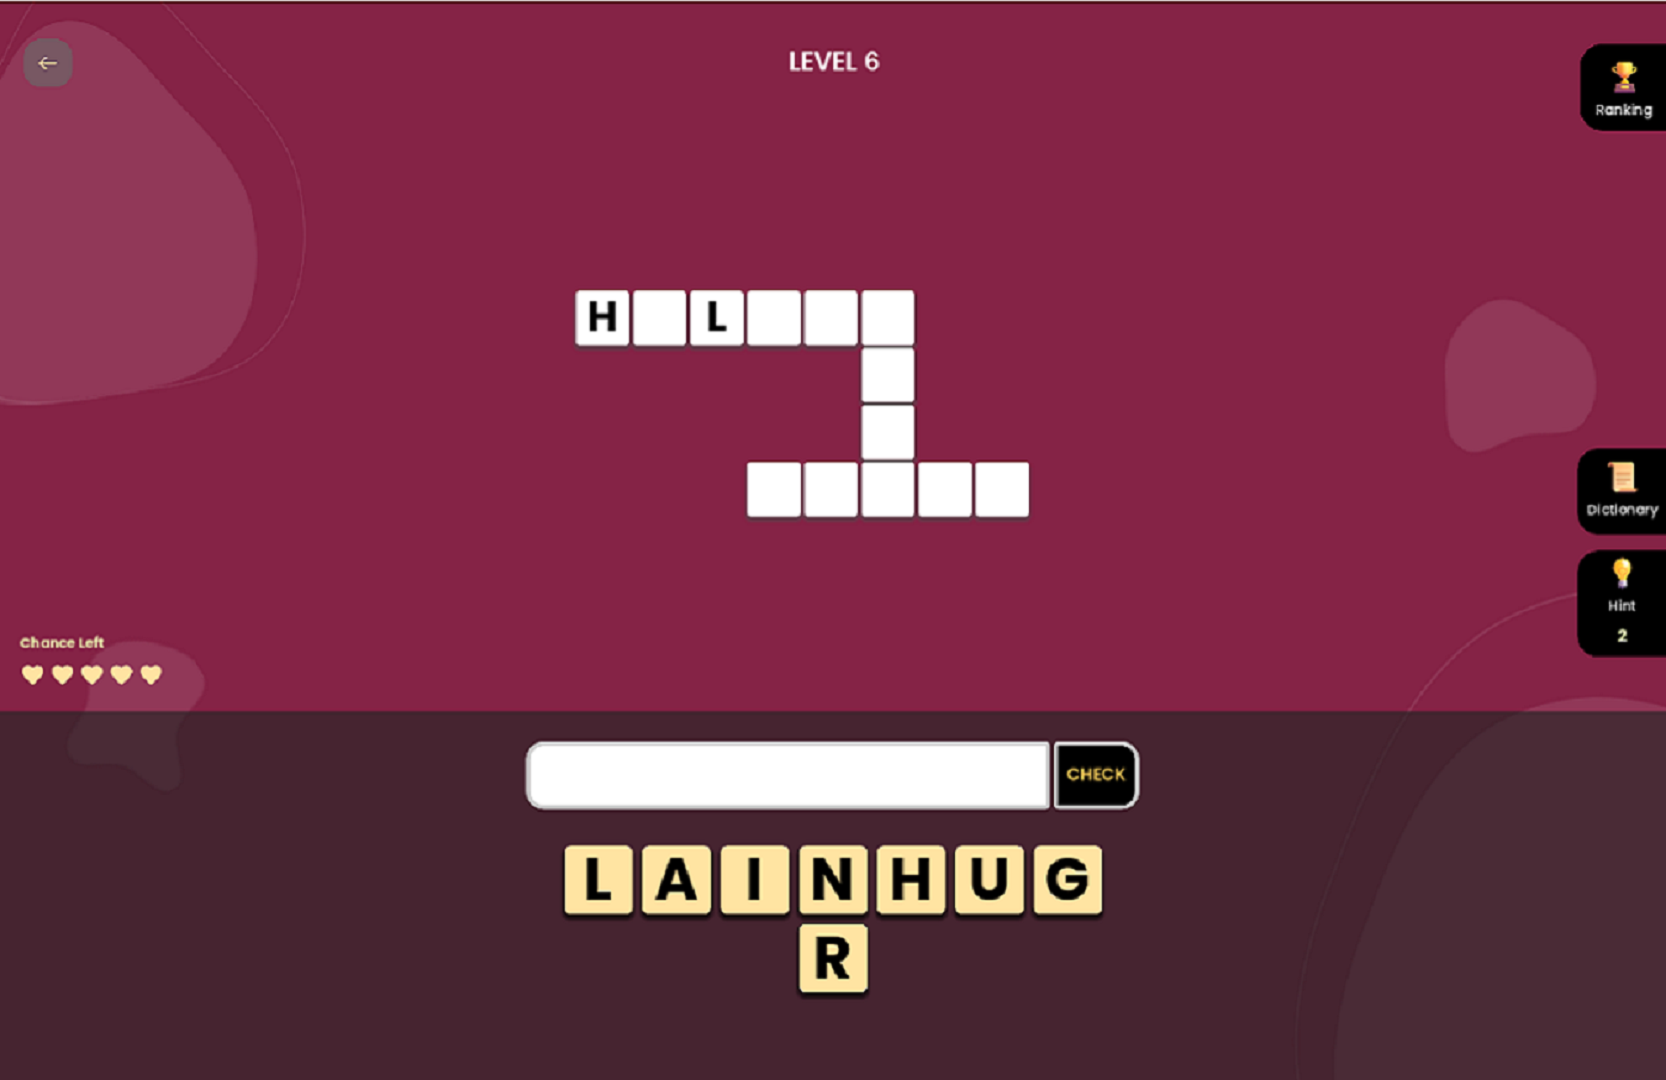 LEVEL 6
Ranking
H L
Dictionary
Hint
2
Chance Left
CHECK
L A I N H U G
R